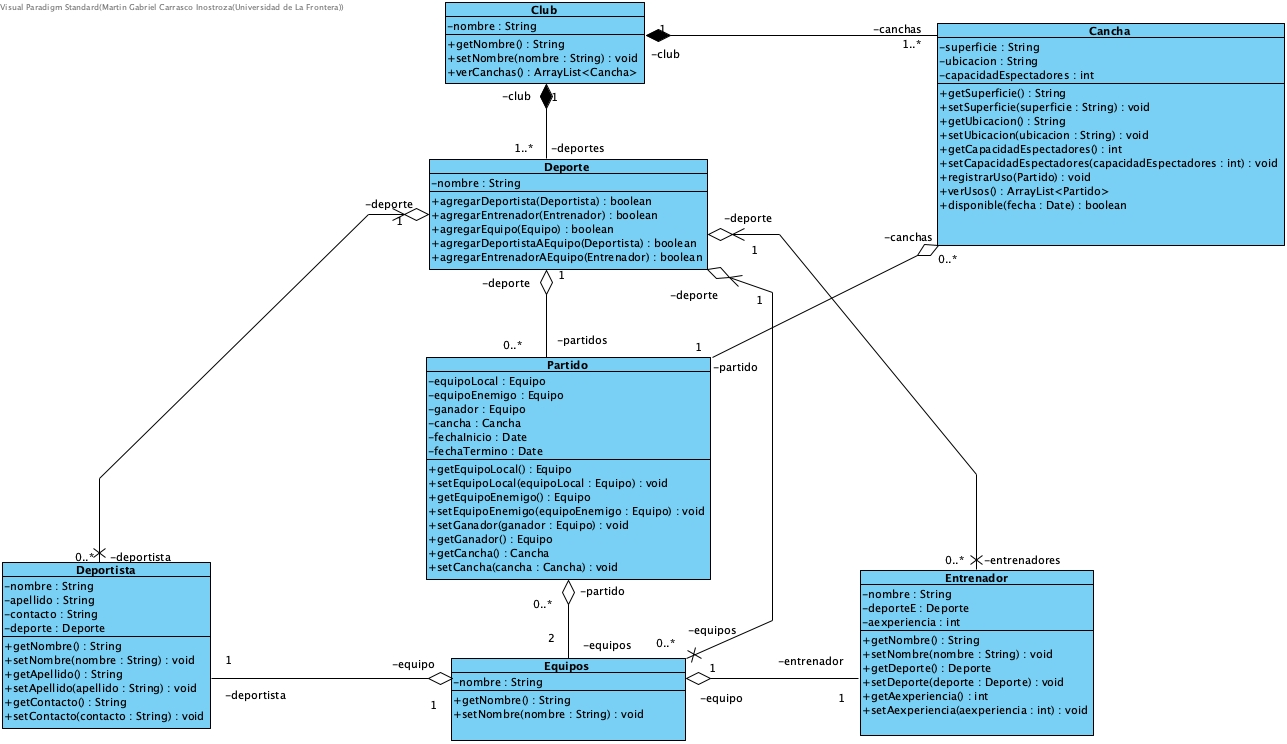 Visual Paradigm Standard(Martin Gabriel Carrasco Inostroza(Universidad de La Frontera))
Club
-nombre : String
+getNombre() : String
+setNombre(nombre : String) : void
+verCanchas() : ArrayList<Cancha>
1
-club
-canchas
1..*
Cancha
-superficie : String
-ubicacion : String
-capacidadEspectadores : int
+getSuperficie() : String
+setSuperficie(superficie : String) : void
+getUbicacion() : String
+setUbicacion(ubicacion : String) : void
+getCapacidadEspectadores() : int
+setCapacidadEspectadores(capacidadEspectadores : int) : void
+registrarUso(Partido) : void
+verUsos() : ArrayList<Partido>
+disponible(fecha : Date) : boolean
-club
1
1..*
-deportes
Deporte
-nombre : String
+agregarDeportista(Deportista) : boolean
+agregarEntrenador(Entrenador) : boolean
+agregarEquipo(Equipo) : boolean
+agregarDeportistaAEquipo(Deportista) : boolean
+agregarEntrenadorAEquipo(Entrenador) : boolean
-deporte
1
-deporte
1
-canchas
0..*
-deporte
1
-deporte
1
0..*
-partidos
1
-partido
Partido
-equipoLocal : Equipo
-equipoEnemigo : Equipo
-ganador : Equipo
-cancha : Cancha
-fechaInicio : Date
-fechaTermino : Date
+getEquipoLocal() : Equipo
+setEquipoLocal(equipoLocal : Equipo) : void
+getEquipoEnemigo() : Equipo
+setEquipoEnemigo(equipoEnemigo : Equipo) : void
+setGanador(ganador : Equipo) : void
+getGanador() : Equipo
+getCancha() : Cancha
+setCancha(cancha : Cancha) : void
0..*
-deportista
0..*
-entrenadores
-partido
0..*
2
-equipos
0..*
-equipos
Deportista
-nombre : String
-apellido : String
-contacto : String
-deporte : Deporte
+getNombre() : String
+setNombre(nombre : String) : void
+getApellido() : String
+setApellido(apellido : String) : void
+getContacto() : String
+setContacto(contacto : String) : void
1
-deportista
-equipo
1
Equipos
-nombre : String
+getNombre() : String
+setNombre(nombre : String) : void
1
-equipo
-entrenador
1
Entrenador
-nombre : String
-deporteE : Deporte
-aexperiencia : int
+getNombre() : String
+setNombre(nombre : String) : void
+getDeporte() : Deporte
+setDeporte(deporte : Deporte) : void
+getAexperiencia() : int
+setAexperiencia(aexperiencia : int) : void